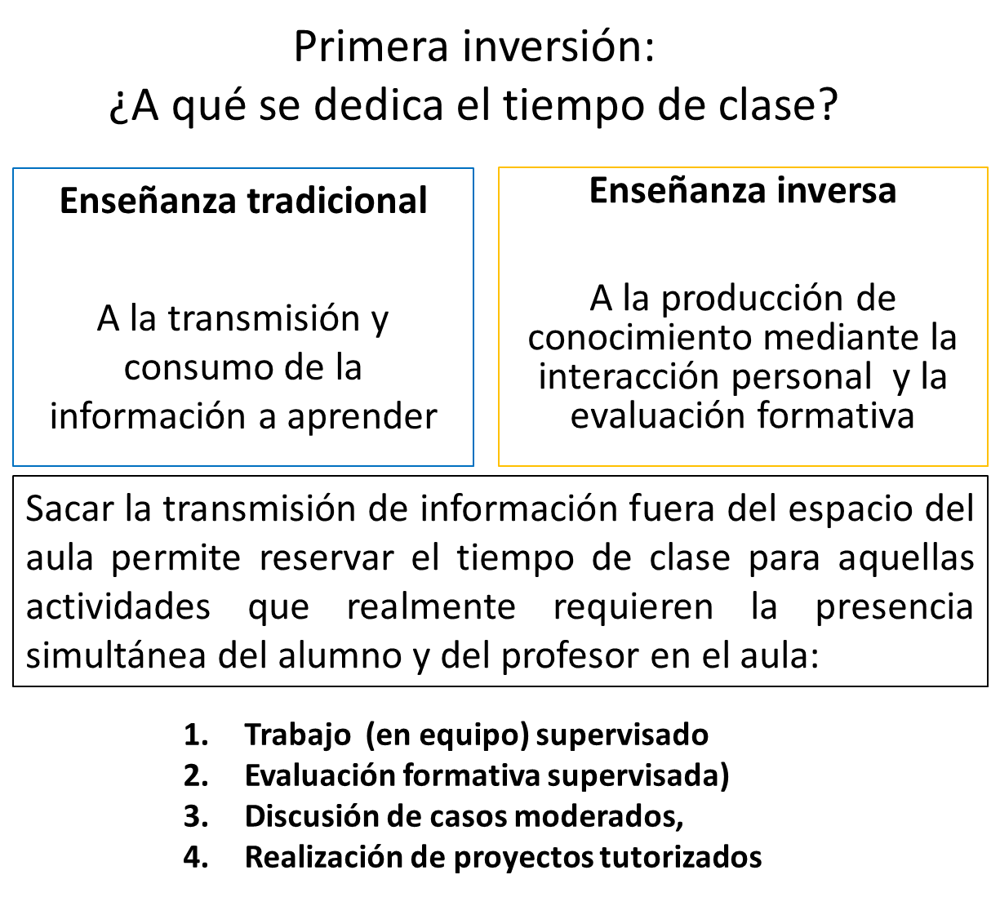 Primera inversión:
¿A qué se dedica el tiempo de clase?
Enseñanza tradicional
A la transmisión y
consumo de la
información a aprender
Enseñanza inversa
A la producción de
conocimiento mediante la
interacción personal  y la
evaluación formativa
Sacar la transmisión de información fuera del espacio del
aula permite reservar el tiempo de clase para aquellas
actividades que realmente requieren la presencia
simultánea del alumno y del profesor en el aula:
1. Trabajo  (en equipo) supervisado
2. Evaluación formativa supervisada)
3. Discusión de casos moderados,
4. Realización de proyectos tutorizados